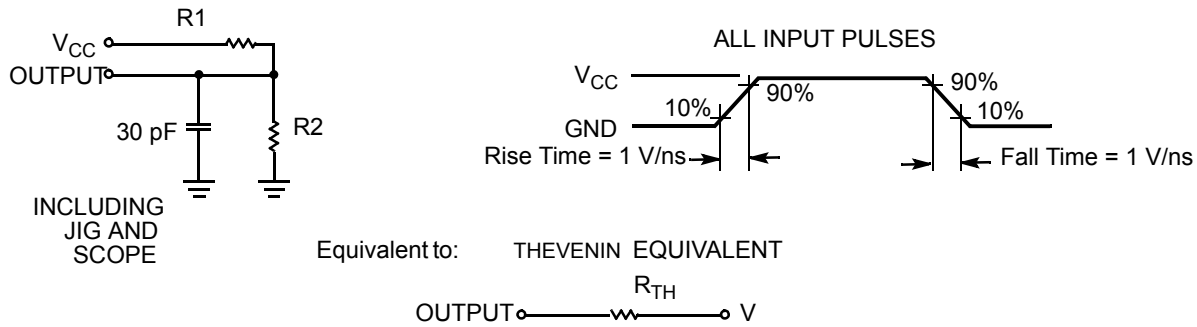 R1
VCC
OUTPUT
30 pF
R2
INCLUDING
JIG AND
SCOPE
ALL INPUT PULSES
VCC
GND
10%
90%
90%
10%
Rise Time = 1 V/ns
Fall Time = 1 V/ns
Equivalent to: THEVENIN EQUIVALENT
RTH
OUTPUT
V